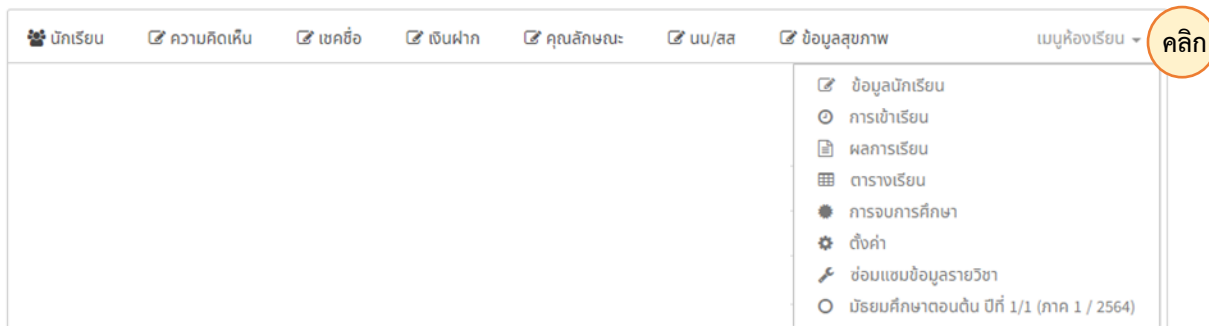 นักเรียน ความคิดเห็น เชคชื่อ เงินฝาก คุณลักษณะ นน/สส ข้อมูลสุขภาพ เมนูห้องเรียน คลิก
ข้อมูลนักเรียน
การเข้าเรียน
ผลการเรียน
ตารางเรียน
การจบการศึกษา
ตั้งค่า
ซ่อมแซมข้อมูลรายวิชา
มัธยมศึกษาตอนต้น ปีที่ 1/1 (ภาค 1 / 2564)